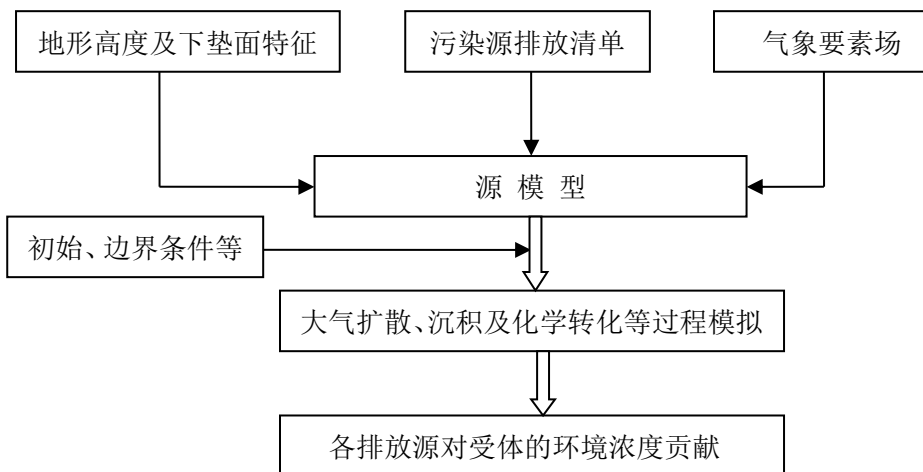 地形高度及下垫面特征
污染源排放清单
气象要素场
源 模 型
初始、边界条件等
大气扩散、沉积及化学转化等过程模拟
各排放源对受体的环境浓度贡献